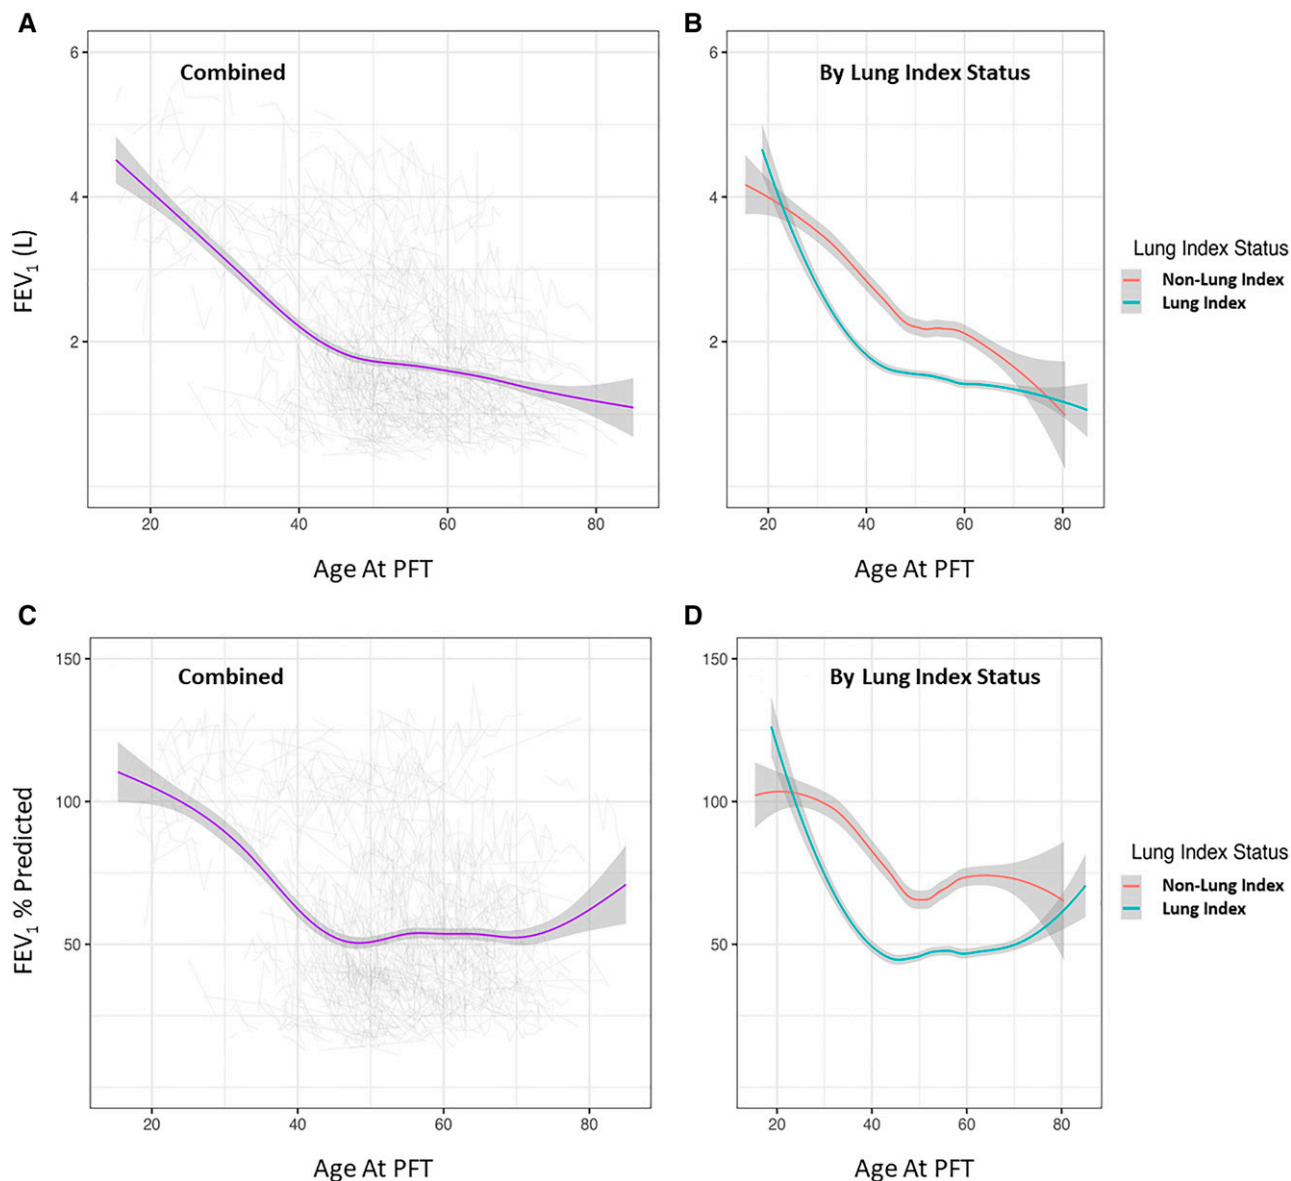 A
Combined
6
4
2
FEV₁ (L)
20 40 60 80
Age At PFT
B
By Lung Index Status
6
4
2
20 40 60 80
Age At PFT
Lung Index Status
Non-Lung Index
Lung Index
C
Combined
150
100
50
FEV₁ % Predicted
20 40 60 80
Age At PFT
D
By Lung Index Status
150
100
50
20 40 60 80
Age At PFT
Lung Index Status
Non-Lung Index
Lung Index